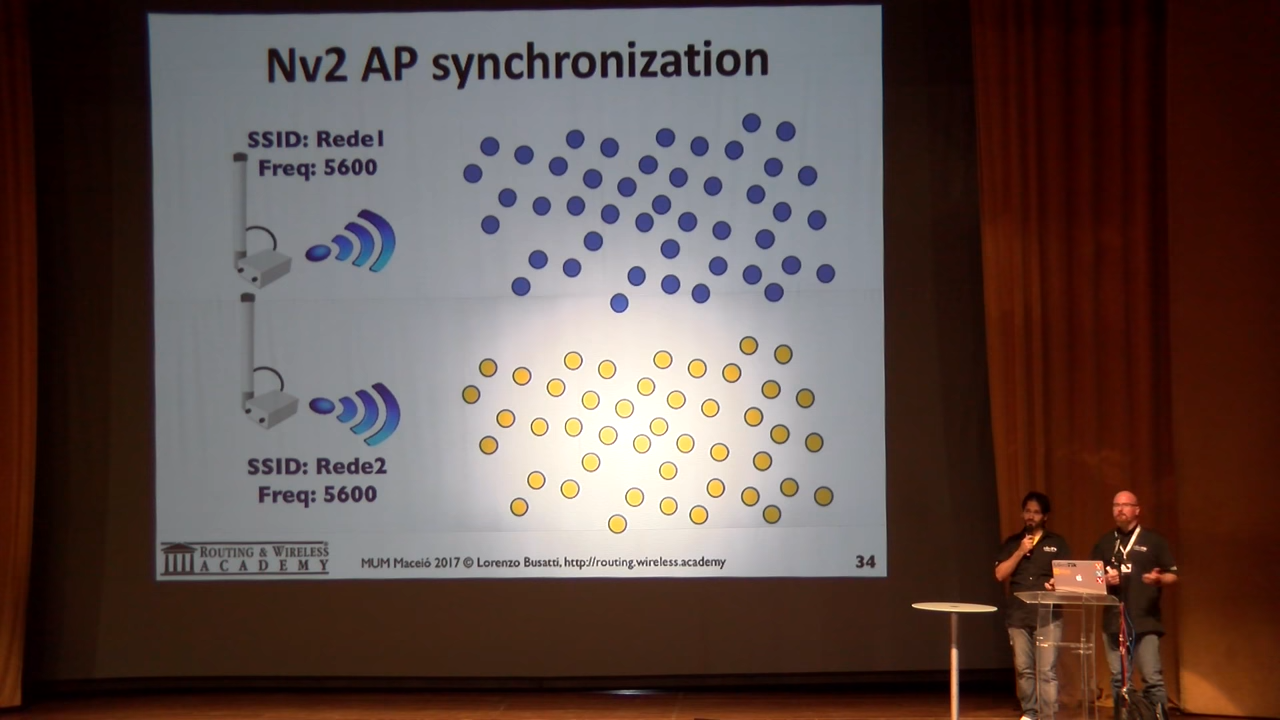 Nv2 AP synchronization
SSID: Rede1
Freq: 5600
SSID: Rede2
Freq: 5600
ROUTING & WIRELESS
ACADEMY
MUM Maceió 2017 © Lorenzo Busatti, http://routing.wireless.academy
34